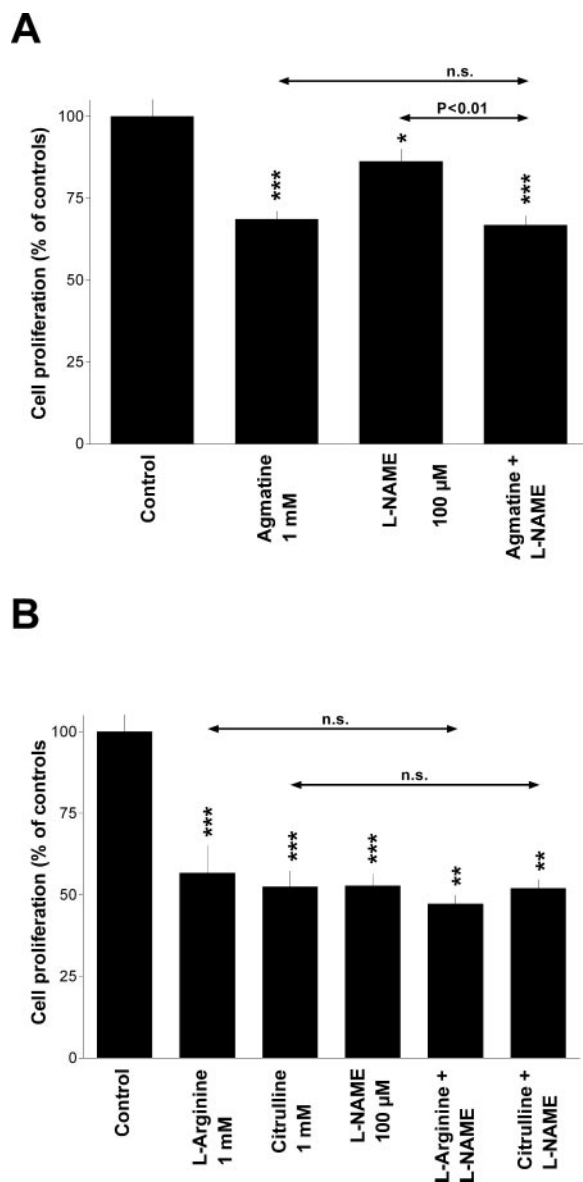 A
n.s.
P<0.01
Cell proliferation (% of controls)
100
75
50
25
0
***
*
***
Control
Agmatine
1 mM
L-NAME
100 µM
Agmatine +
L-NAME
B
n.s.
n.s.
Cell proliferation (% of controls
100
75
50
25
0
***
***
***
**
**
Control
L-Arginine
1 mM
Citrulline
1 mM
L-NAME
100 µM
L-Arginine +
L-NAME
Citrulline +
L-NAME